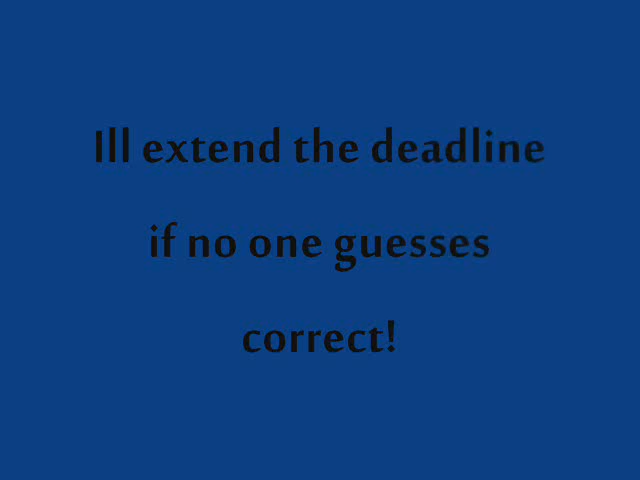 Ill extend the deadline
if no one guesses
correct!